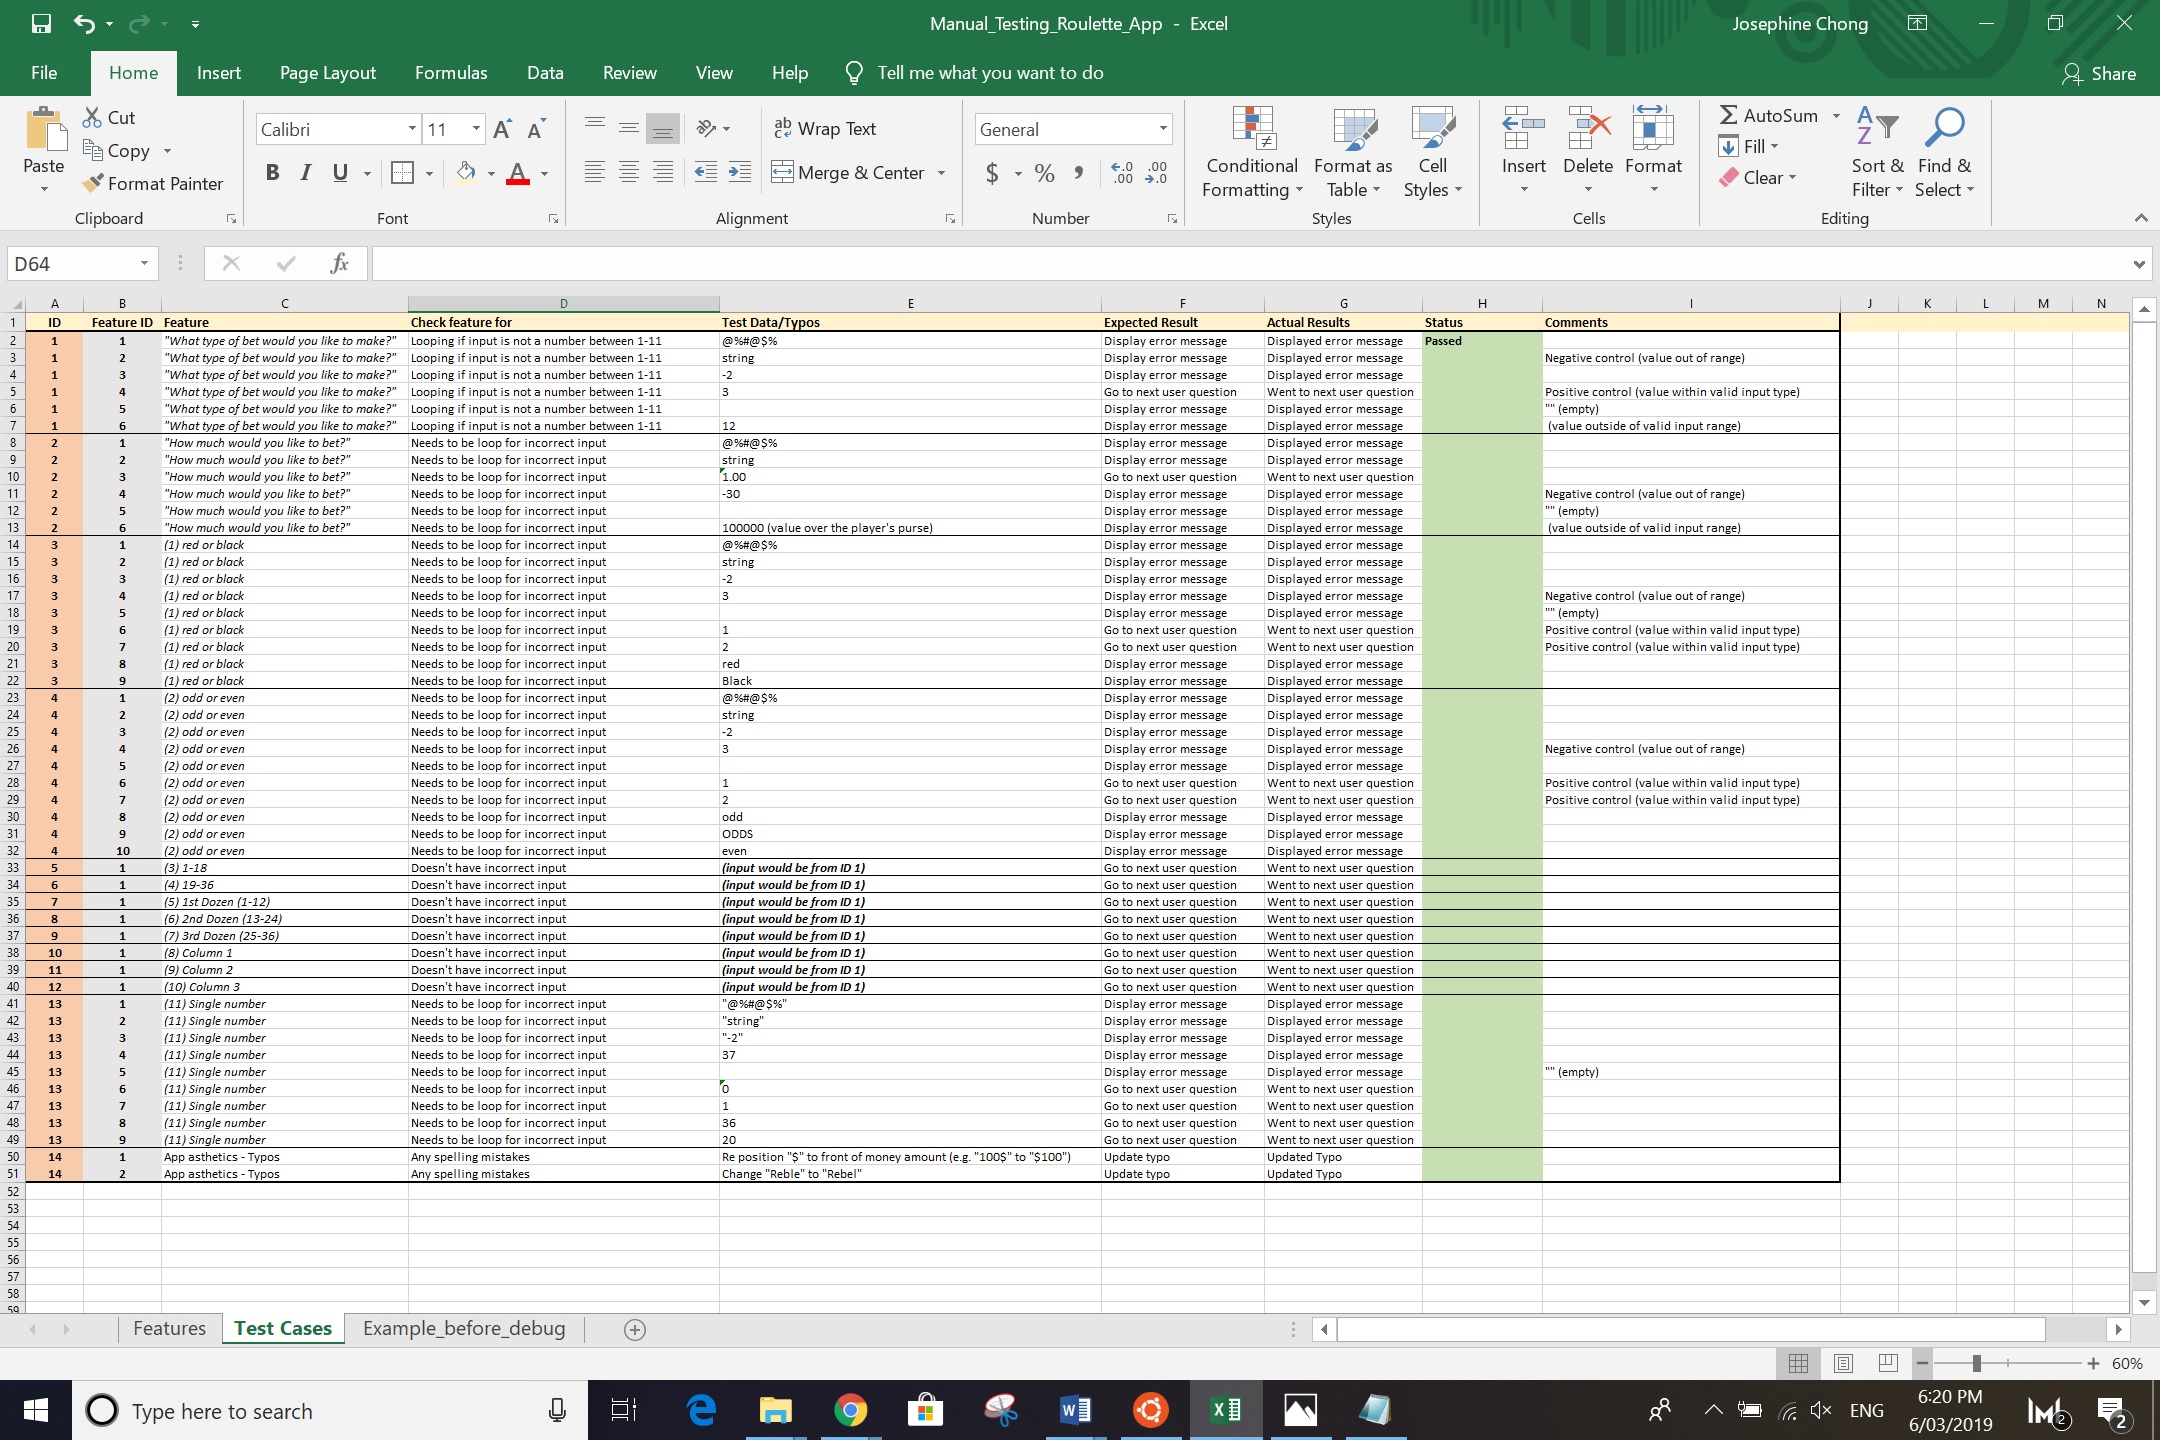 Manual_Testing_Roulette_App - Excel
Josephine Chong
File Home Insert Page Layout Formulas Data Review View Help Tell me what you want to do Share
Paste
Cut
Copy
Format Painter
Calibri 11
B I U
Wrap Text
Merge & Center
General
$ % ,
Conditional Formatting
Format as Table
Cell Styles
Insert Delete Format
AutoSum
Fill
Clear
Sort & Filter
Find & Select
Clipboard Font Alignment Number Styles Cells Editing
D64 fx
A B C D E F G H I J K L M N
1 ID Feature ID Feature Check feature for Test Data/Typos Expected Result Actual Results Status Comments
2 1 1 "What type of bet would you like to make?" Looping if input is not a number between 1-11 @%#@$% Display error message Displayed error message Passed
3 1 2 "What type of bet would you like to make?" Looping if input is not a number between 1-11 string Display error message Displayed error message Negative control (value out of range)
4 1 3 "What type of bet would you like to make?" Looping if input is not a number between 1-11 -2 Display error message Displayed error message
5 1 4 "What type of bet would you like to make?" Looping if input is not a number between 1-11 3 Go to next user question Went to next user question Positive control (value within valid input type)
6 1 5 "What type of bet would you like to make?" Looping if input is not a number between 1-11 Display error message Displayed error message "" (empty)
7 1 6 "What type of bet would you like to make?" Looping if input is not a number between 1-11 12 Display error message Displayed error message (value outside of valid input range)
8 2 1 "How much would you like to bet?" Needs to be loop for incorrect input @%#@$% Display error message Displayed error message
9 2 2 "How much would you like to bet?" Needs to be loop for incorrect input string Display error message Displayed error message
10 2 3 "How much would you like to bet?" Needs to be loop for incorrect input 1.00 Go to next user question Went to next user question
11 2 4 "How much would you like to bet?" Needs to be loop for incorrect input -30 Display error message Displayed error message Negative control (value out of range)
12 2 5 "How much would you like to bet?" Needs to be loop for incorrect input Display error message Displayed error message "" (empty)
13 2 6 "How much would you like to bet?" Needs to be loop for incorrect input 100000 (value over the player's purse) Display error message Displayed error message (value outside of valid input range)
14 3 1 (1) red or black Needs to be loop for incorrect input @%#@$% Display error message Displayed error message
15 3 2 (1) red or black Needs to be loop for incorrect input string Display error message Displayed error message
16 3 3 (1) red or black Needs to be loop for incorrect input -2 Display error message Displayed error message
17 3 4 (1) red or black Needs to be loop for incorrect input 3 Display error message Displayed error message Negative control (value out of range)
18 3 5 (1) red or black Needs to be loop for incorrect input Display error message Displayed error message "" (empty)
19 3 6 (1) red or black Needs to be loop for incorrect input 1 Go to next user question Went to next user question Positive control (value within valid input type)
20 3 7 (1) red or black Needs to be loop for incorrect input 2 Go to next user question Went to next user question Positive control (value within valid input type)
21 3 8 (1) red or black Needs to be loop for incorrect input red Display error message Displayed error message
22 3 9 (1) red or black Needs to be loop for incorrect input Black Display error message Displayed error message
23 4 1 (2) odd or even Needs to be loop for incorrect input @%#@$% Display error message Displayed error message
24 4 2 (2) odd or even Needs to be loop for incorrect input string Display error message Displayed error message
25 4 3 (2) odd or even Needs to be loop for incorrect input -2 Display error message Displayed error message
26 4 4 (2) odd or even Needs to be loop for incorrect input 3 Display error message Displayed error message Negative control (value out of range)
27 4 5 (2) odd or even Needs to be loop for incorrect input Display error message Displayed error message
28 4 6 (2) odd or even Needs to be loop for incorrect input 1 Go to next user question Went to next user question Positive control (value within valid input type)
29 4 7 (2) odd or even Needs to be loop for incorrect input 2 Go to next user question Went to next user question Positive control (value within valid input type)
30 4 8 (2) odd or even Needs to be loop for incorrect input odd Display error message Displayed error message
31 4 9 (2) odd or even Needs to be loop for incorrect input ODDS Display error message Displayed error message
32 4 10 (2) odd or even Needs to be loop for incorrect input even Display error message Displayed error message
33 5 1 (3) 1-18 Doesn't have incorrect input (input would be from ID 1) Go to next user question Went to next user question
34 6 1 (4) 19-36 Doesn't have incorrect input (input would be from ID 1) Go to next user question Went to next user question
35 7 1 (5) 1st Dozen (1-12) Doesn't have incorrect input (input would be from ID 1) Go to next user question Went to next user question
36 8 1 (6) 2nd Dozen (13-24) Doesn't have incorrect input (input would be from ID 1) Go to next user question Went to next user question
37 9 1 (7) 3rd Dozen (25-36) Doesn't have incorrect input (input would be from ID 1) Go to next user question Went to next user question
38 10 1 (8) Column 1 Doesn't have incorrect input (input would be from ID 1) Go to next user question Went to next user question
39 11 1 (9) Column 2 Doesn't have incorrect input (input would be from ID 1) Go to next user question Went to next user question
40 12 1 (10) Column 3 Doesn't have incorrect input (input would be from ID 1) Go to next user question Went to next user question
41 13 1 (11) Single number Needs to be loop for incorrect input "@%#@$%" Display error message Displayed error message
42 13 2 (11) Single number Needs to be loop for incorrect input "string" Display error message Displayed error message
43 13 3 (11) Single number Needs to be loop for incorrect input "-2" Display error message Displayed error message
44 13 4 (11) Single number Needs to be loop for incorrect input 37 Display error message Displayed error message
45 13 5 (11) Single number Needs to be loop for incorrect input Display error message Displayed error message "" (empty)
46 13 6 (11) Single number Needs to be loop for incorrect input 0 Go to next user question Went to next user question
47 13 7 (11) Single number Needs to be loop for incorrect input 1 Go to next user question Went to next user question
48 13 8 (11) Single number Needs to be loop for incorrect input 36 Go to next user question Went to next user question
49 13 9 (11) Single number Needs to be loop for incorrect input 20 Go to next user question Went to next user question
50 14 1 App asthetics - Typos Any spelling mistakes Re position "$" to front of money amount (e.g. "100$" to "$100") Update typo Updated Typo
51 14 2 App asthetics - Typos Any spelling mistakes Change "Reble" to "Rebel" Update typo Updated Typo
52
53
54
55
56
57
58
59
Features Test Cases Example_before_debug
60%
Type here to search
ENG
6:20 PM
6/03/2019
2
2